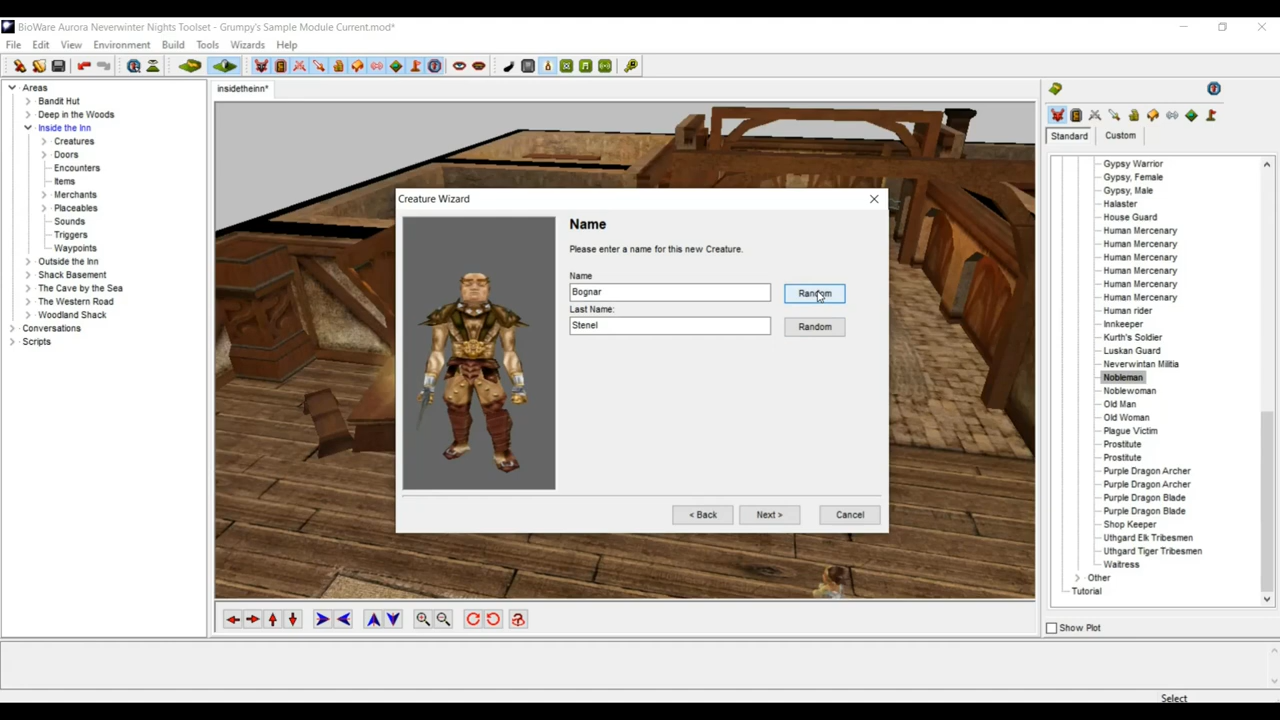 BioWare Aurora Neverwinter Nights Toolset - Grumpy's Sample Module Current.mod*
File Edit View Environment Build Tools Wizards Help
Areas
Bandit Hut
Deep in the Woods
Inside the Inn
Creatures
Doors
Encounters
Items
Merchants
Placeables
Sounds
Triggers
Waypoints
Outside the Inn
Shack Basement
The Cave by the Sea
The Western Road
Woodland Shack
Conversations
Scripts
insidetheinn*
Creature Wizard
Name
Please enter a name for this new Creature.
Name
Bognar Random
Last Name:
Stenel Random
< Back Next > Cancel
Standard Custom
Gypsy Warrior
Gypsy, Female
Gypsy, Male
Halaster
House Guard
Human Mercenary
Human Mercenary
Human Mercenary
Human Mercenary
Human Mercenary
Human Mercenary
Human rider
Innkeeper
Kurth's Soldier
Luskan Guard
Neverwintan Militia
Nobleman
Noblewoman
Old Man
Old Woman
Plague Victim
Prostitute
Prostitute
Purple Dragon Archer
Purple Dragon Archer
Purple Dragon Blade
Purple Dragon Blade
Shop Keeper
Uthgard Elk Tribesmen
Uthgard Tiger Tribesmen
Waitress
Other
Tutorial
Show Plot
Select